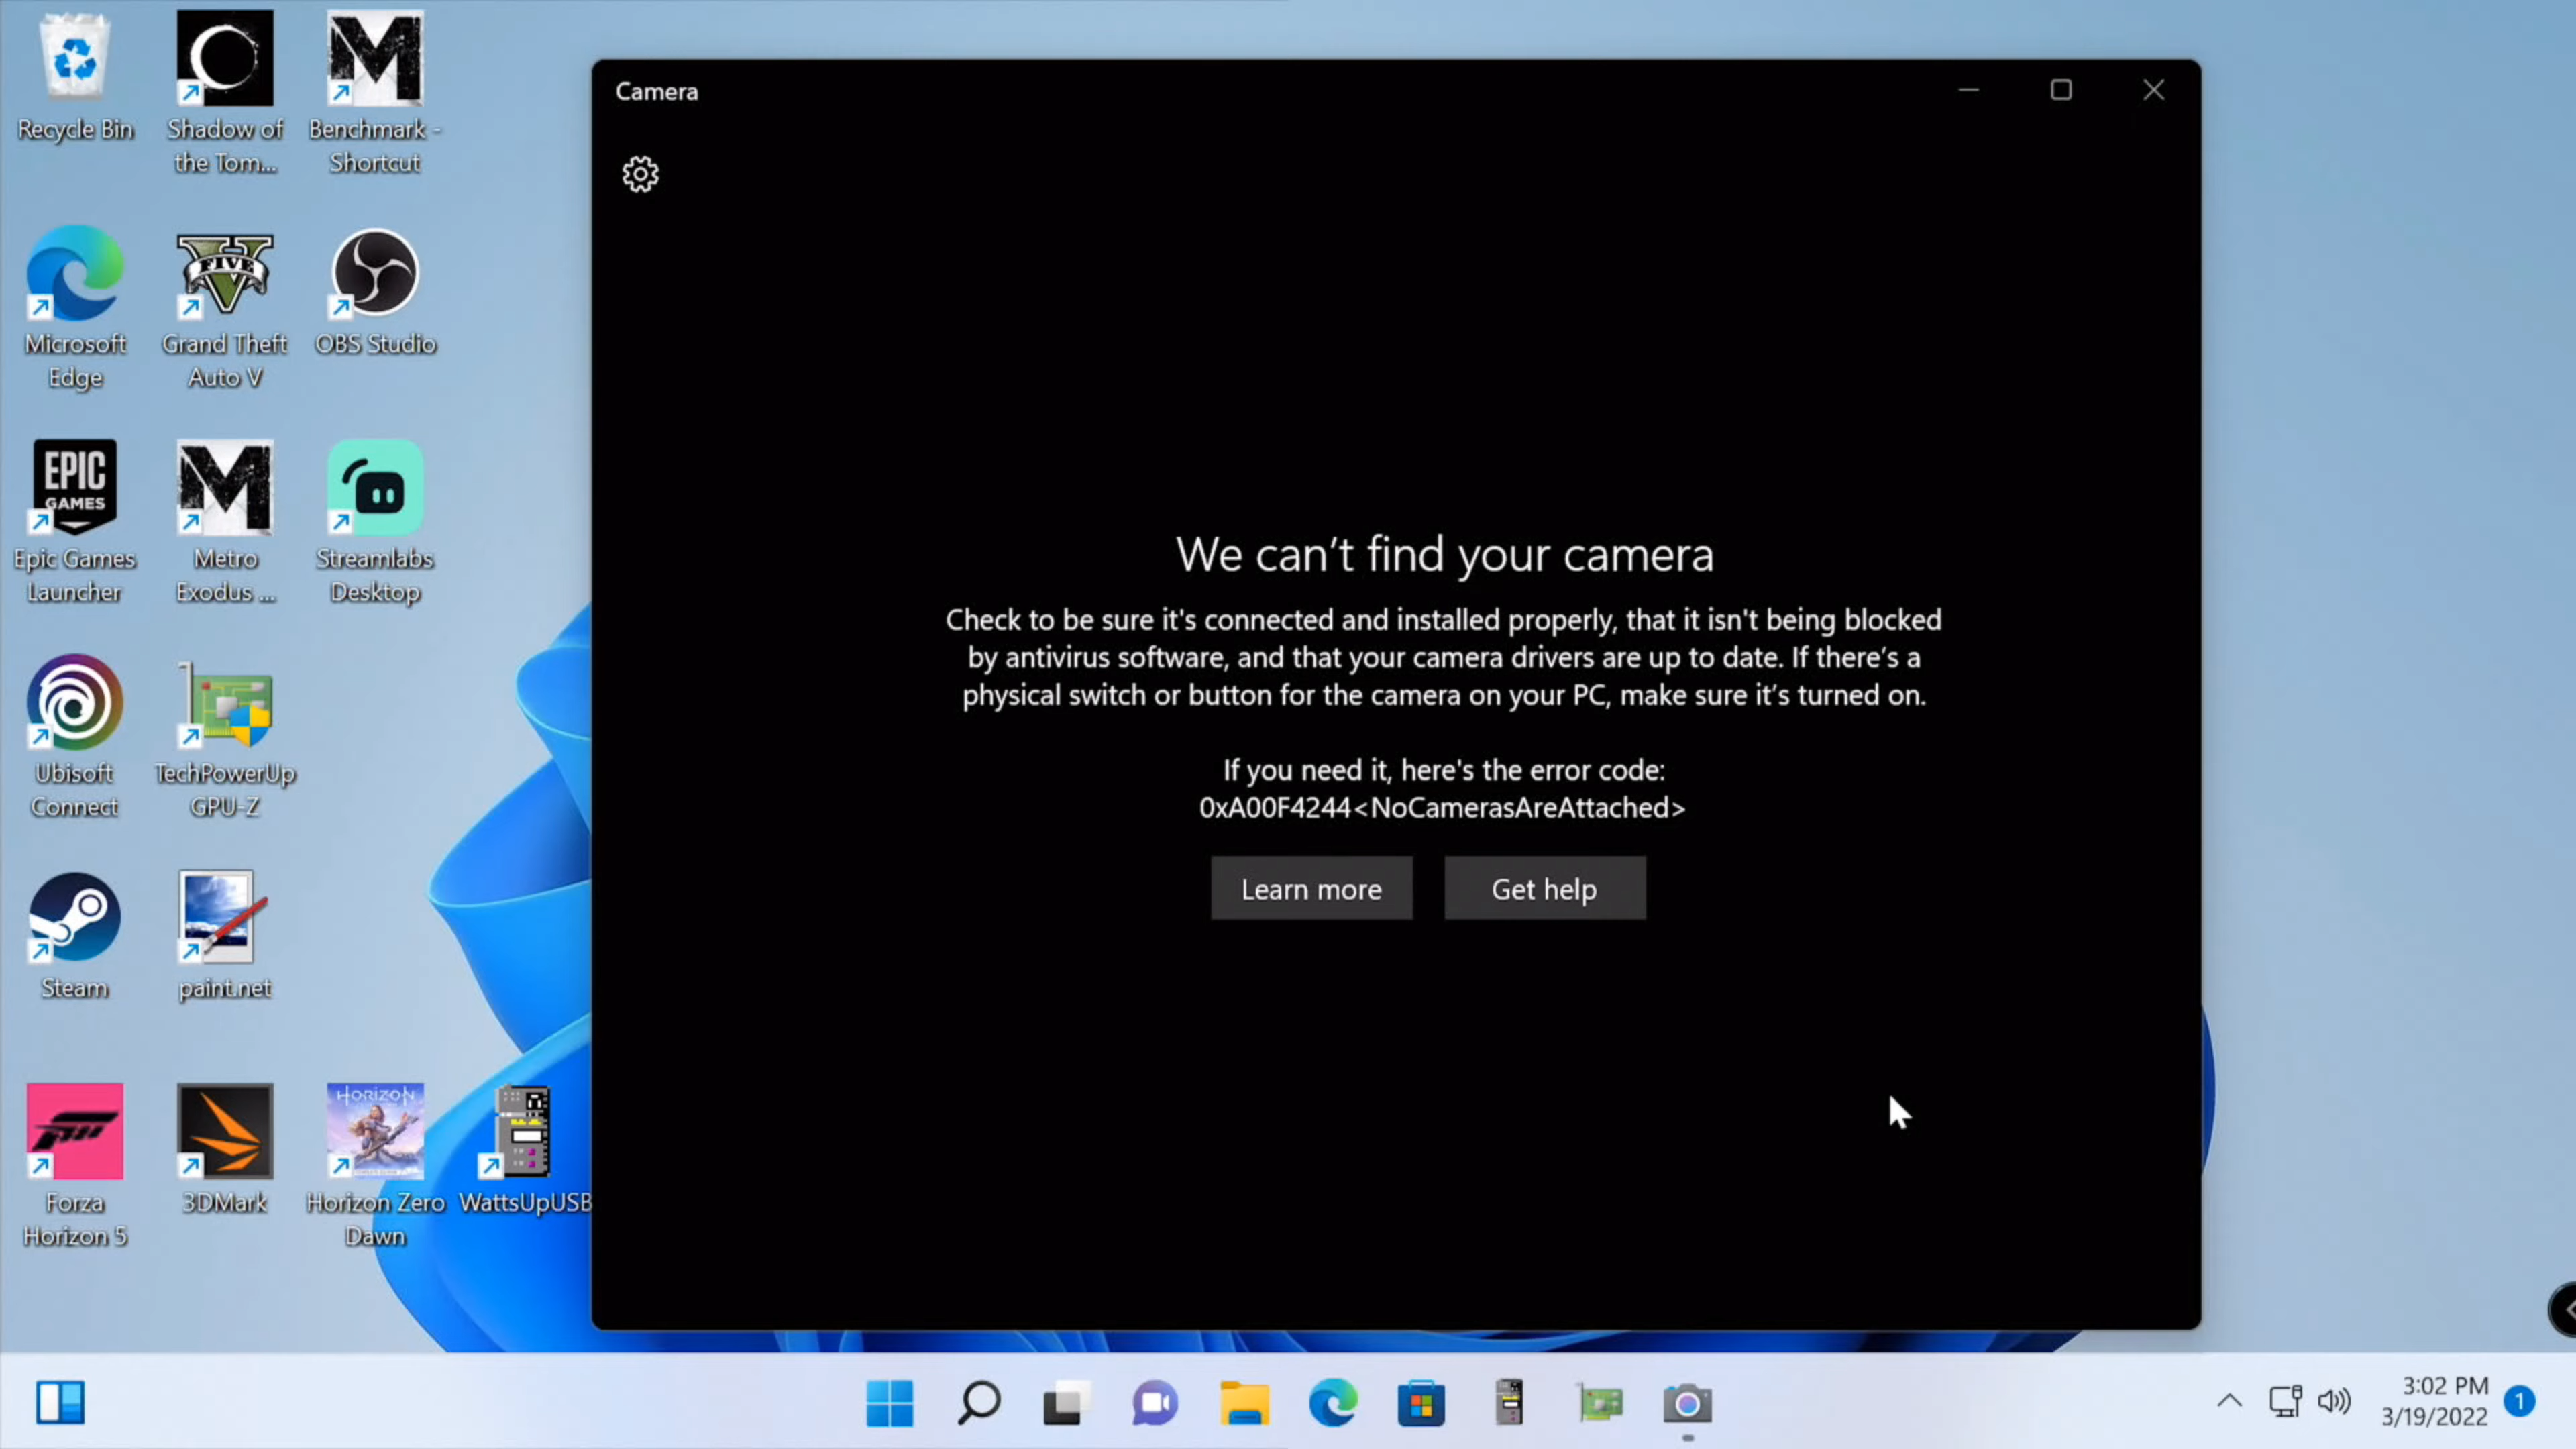 Recycle Bin
Shadow of
the Tom...
Benchmark -
Shortcut
Microsoft
Edge
FIVE
Grand Theft
Auto V
OBS Studio
EPIC
GAMES
Epic Games
Launcher
Metro
Exodus ...
Streamlabs
Desktop
Ubisoft
Connect
TechPowerUp
GPU-Z
Steam
paint.net
Forza
Horizon 5
3DMark
HORIZON
Horizon Zero
Dawn
WattsUpUSB
Camera
We can’t find your camera
Check to be sure it's connected and installed properly, that it isn't being blocked
by antivirus software, and that your camera drivers are up to date. If there’s a
physical switch or button for the camera on your PC, make sure it’s turned on.
If you need it, here's the error code:
0xA00F4244<NoCamerasAreAttached>
Learn more
Get help
3:02 PM
3/19/2022
1